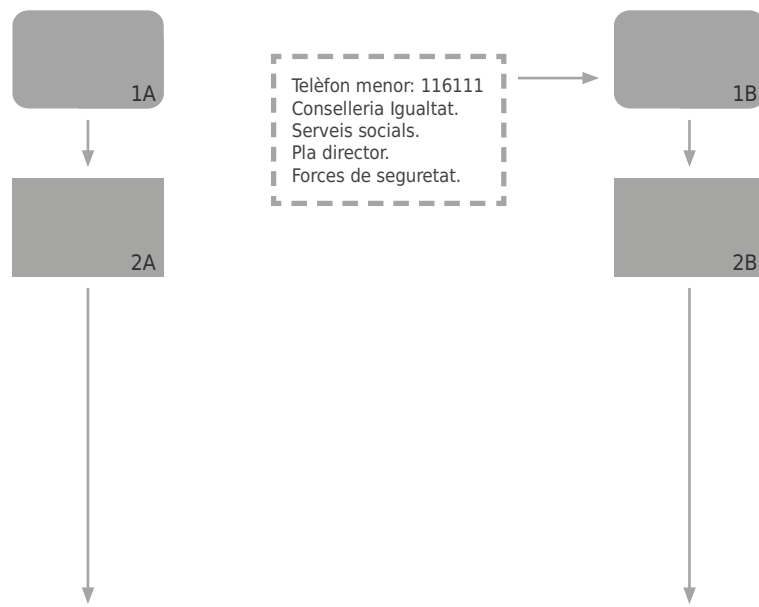 1A
Telèfon menor: 116111
Conselleria Igualtat.
Serveis socials.
Pla director.
Forces de seguretat.
1B
2A
2B